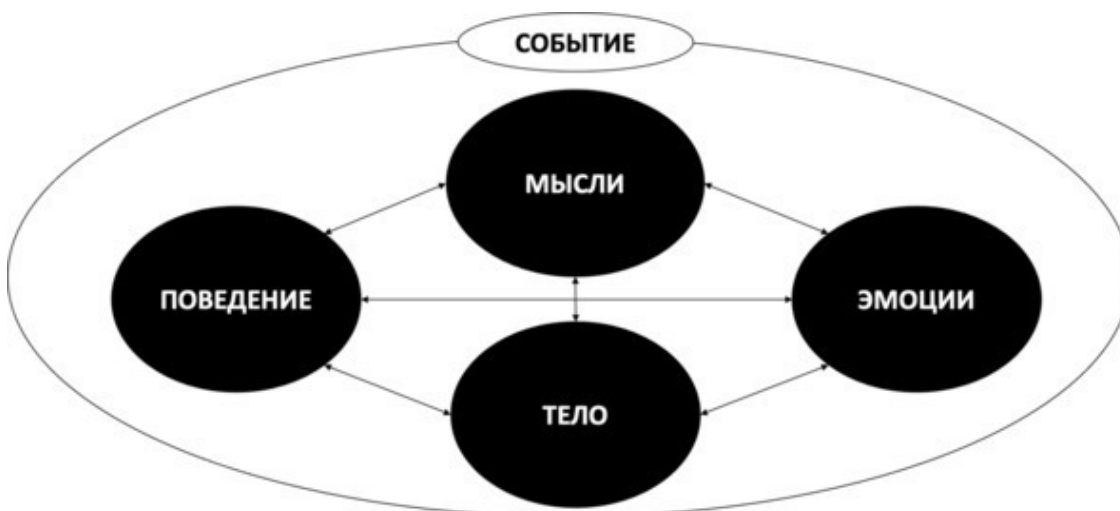 СОБЫТИЕ
МЫСЛИ
ПОВЕДЕНИЕ
ЭМОЦИИ
ТЕЛО